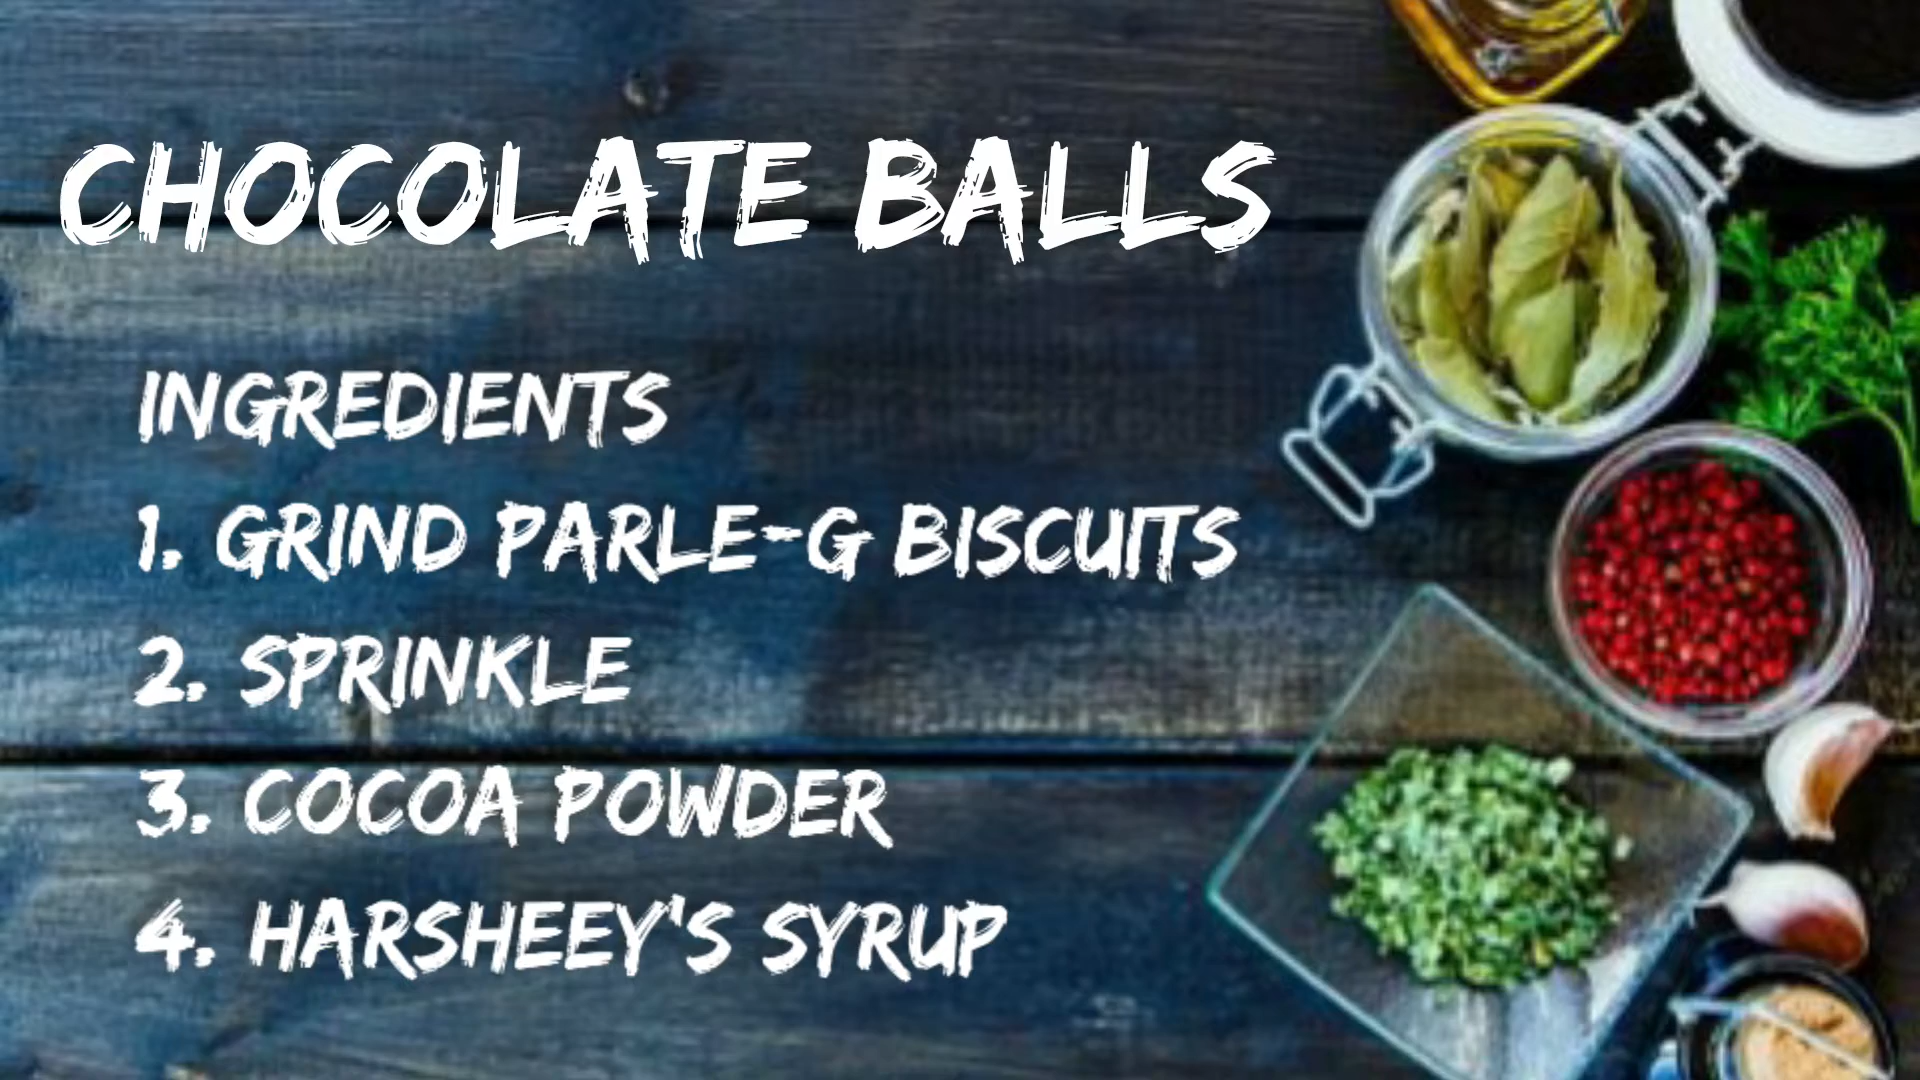 CHOCOLATE BALLS
INGREDIENTS
1. GRIND PARLE-G BISCUITS
2. SPRINKLE
3. COCOA POWDER
4. HARSHEEY'S SYRUP